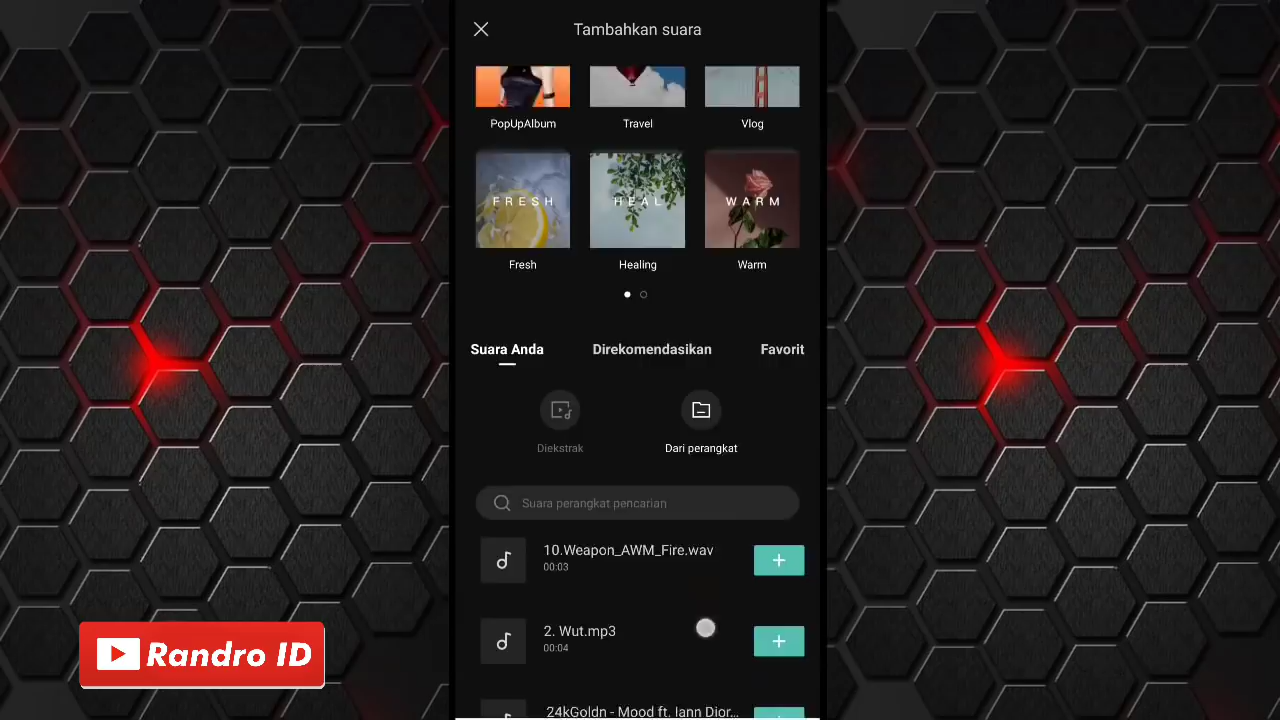 Tambahkan suara
PopUpAlbum
Travel
Vlog
FRESH
HEAL
WARM
Fresh
Healing
Warm
Suara Anda
Direkomendasikan
Favorit
Diekstrak
Dari perangkat
Suara perangkat pencarian
10.Weapon_AWM_Fire.wav
00:03
2. Wut.mp3
00:04
24kGoldn - Mood ft. Iann Dior...
Randro ID